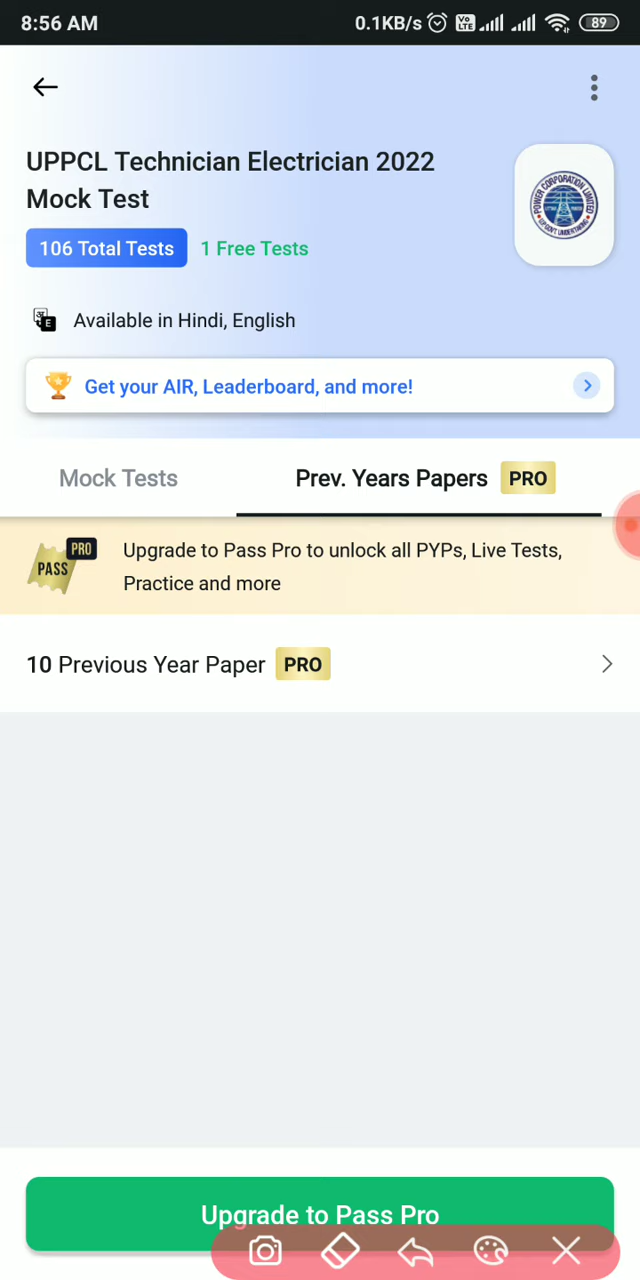 8:56 AM
0.1KB/s
Vo
LTE
89
UPPCL Technician Electrician 2022
Mock Test
106 Total Tests
1 Free Tests
अ
E
Available in Hindi, English
Get your AIR, Leaderboard, and more!
Mock Tests
Prev. Years Papers PRO
PASS PRO
Upgrade to Pass Pro to unlock all PYPs, Live Tests,
Practice and more
10 Previous Year Paper PRO
Upgrade to Pass Pro